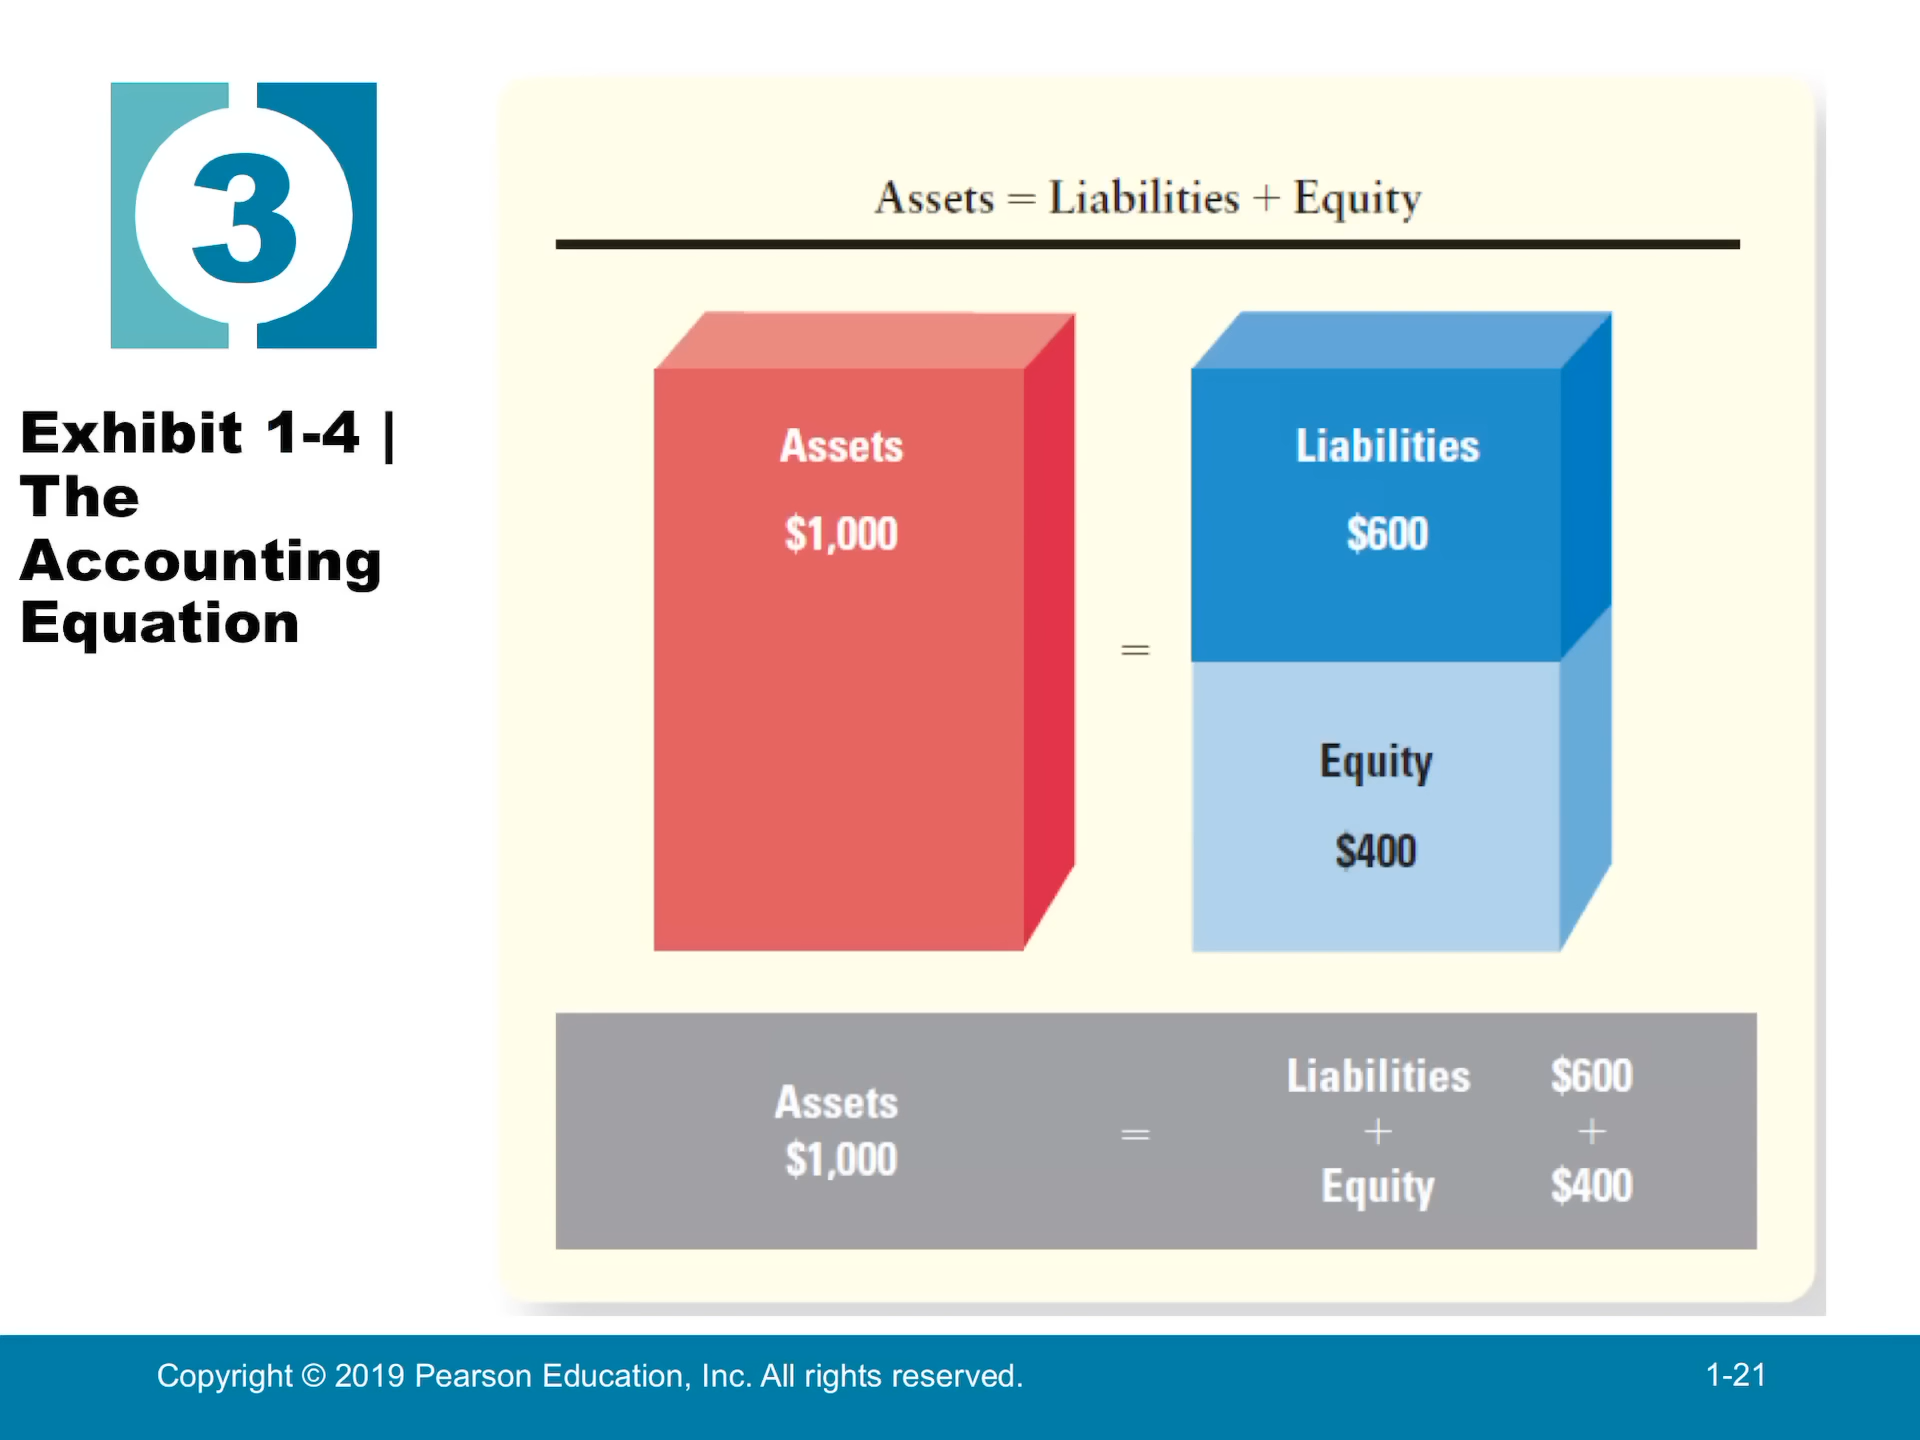 3
Exhibit 1-4 |
The
Accounting
Equation
Assets = Liabilities + Equity
Assets
$1,000
=
Liabilities
$600
Equity
$400
Assets
$1,000
=
Liabilities $600
+ +
Equity $400
Copyright © 2019 Pearson Education, Inc. All rights reserved.
1-21